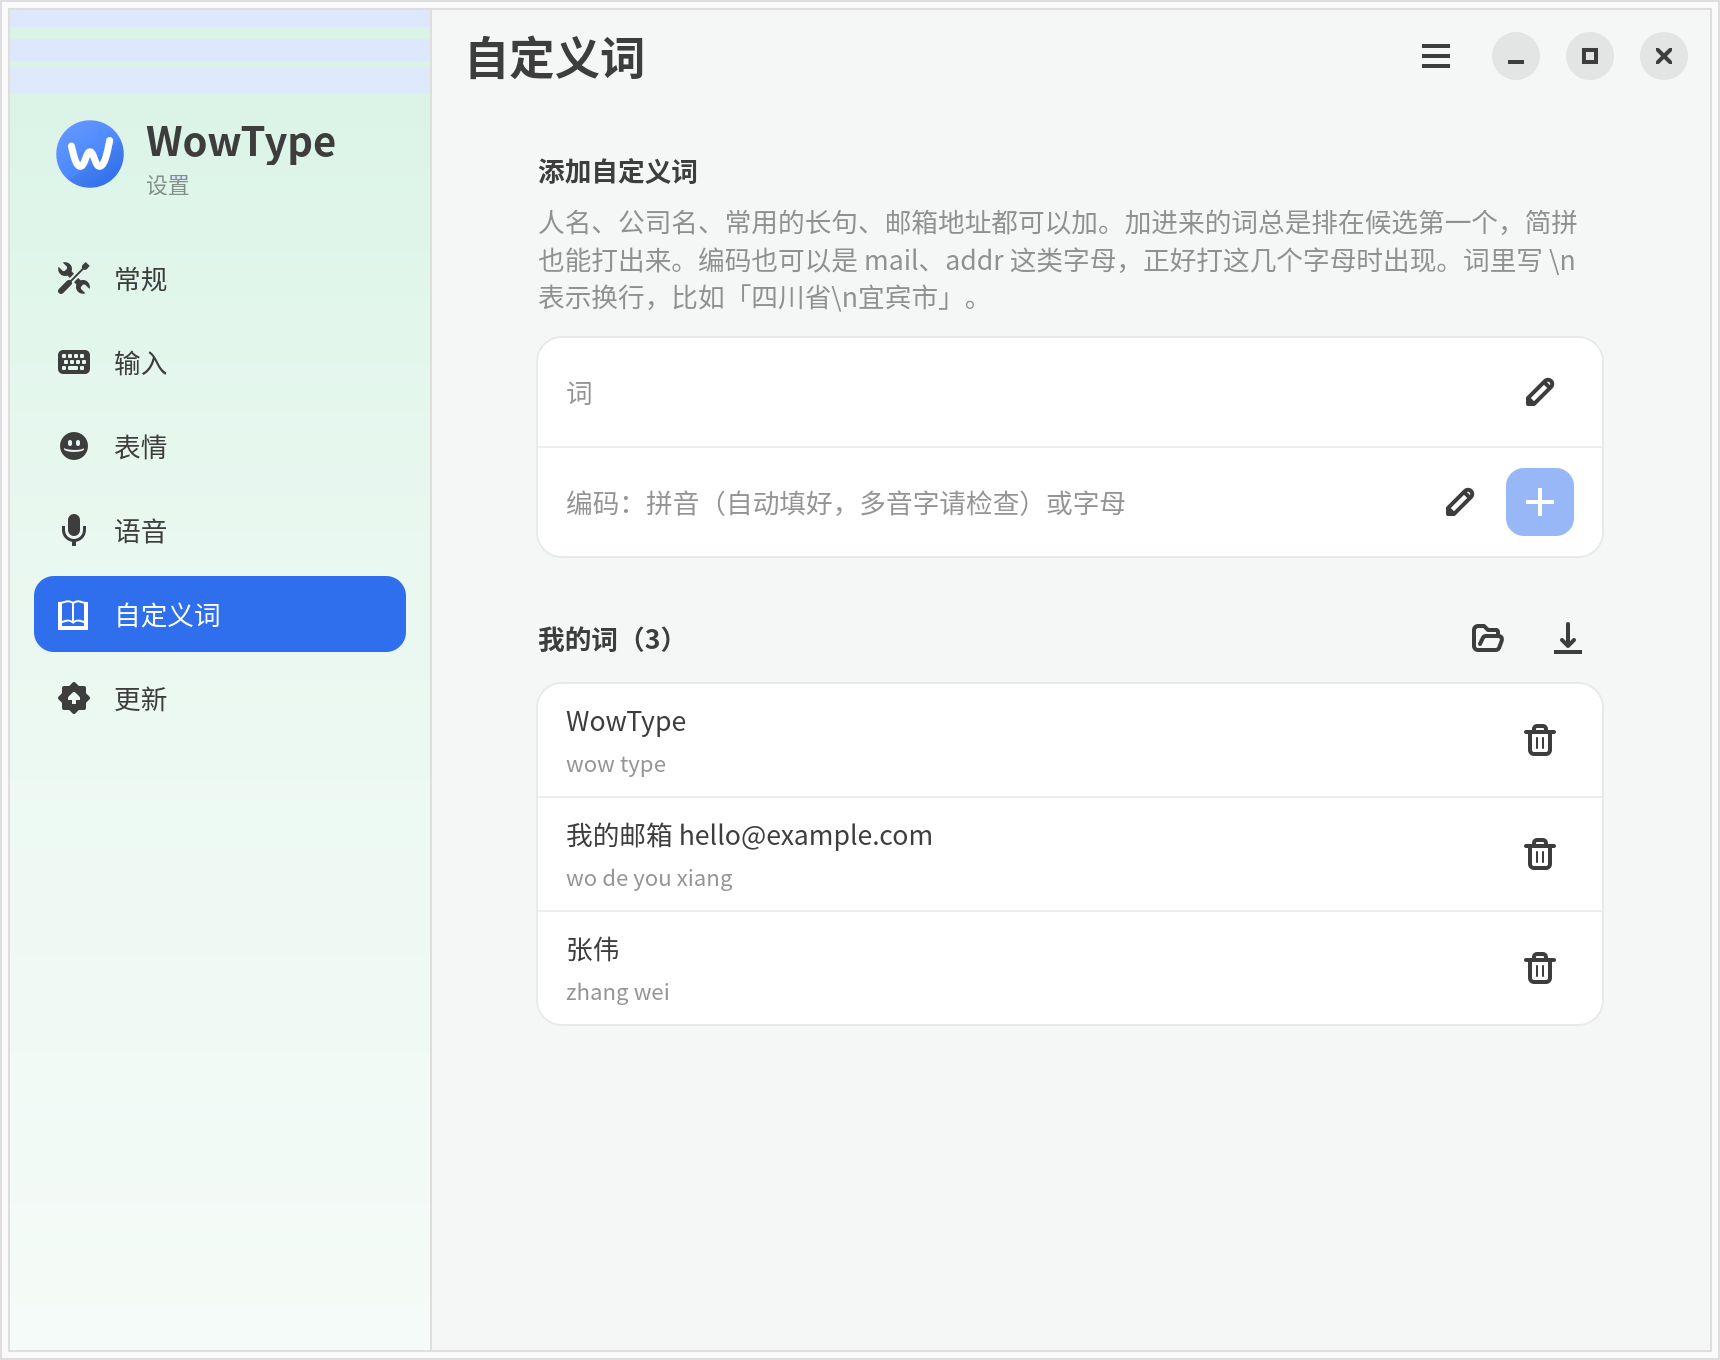 自定义词
WowType
设置
常规
输入
表情
语音
自定义词
更新
添加自定义词
人名、公司名、常用的长句、邮箱地址都可以加。加进来的词总是排在候选第一个，简拼
也能打出来。编码也可以是 mail、addr 这类字母，正好打这几个字母时出现。词里写 \n
表示换行，比如「四川省\n宜宾市」。
词
编码：拼音（自动填好，多音字请检查）或字母
我的词（3）
WowType
wow type
我的邮箱 hello@example.com
wo de you xiang
张伟
zhang wei